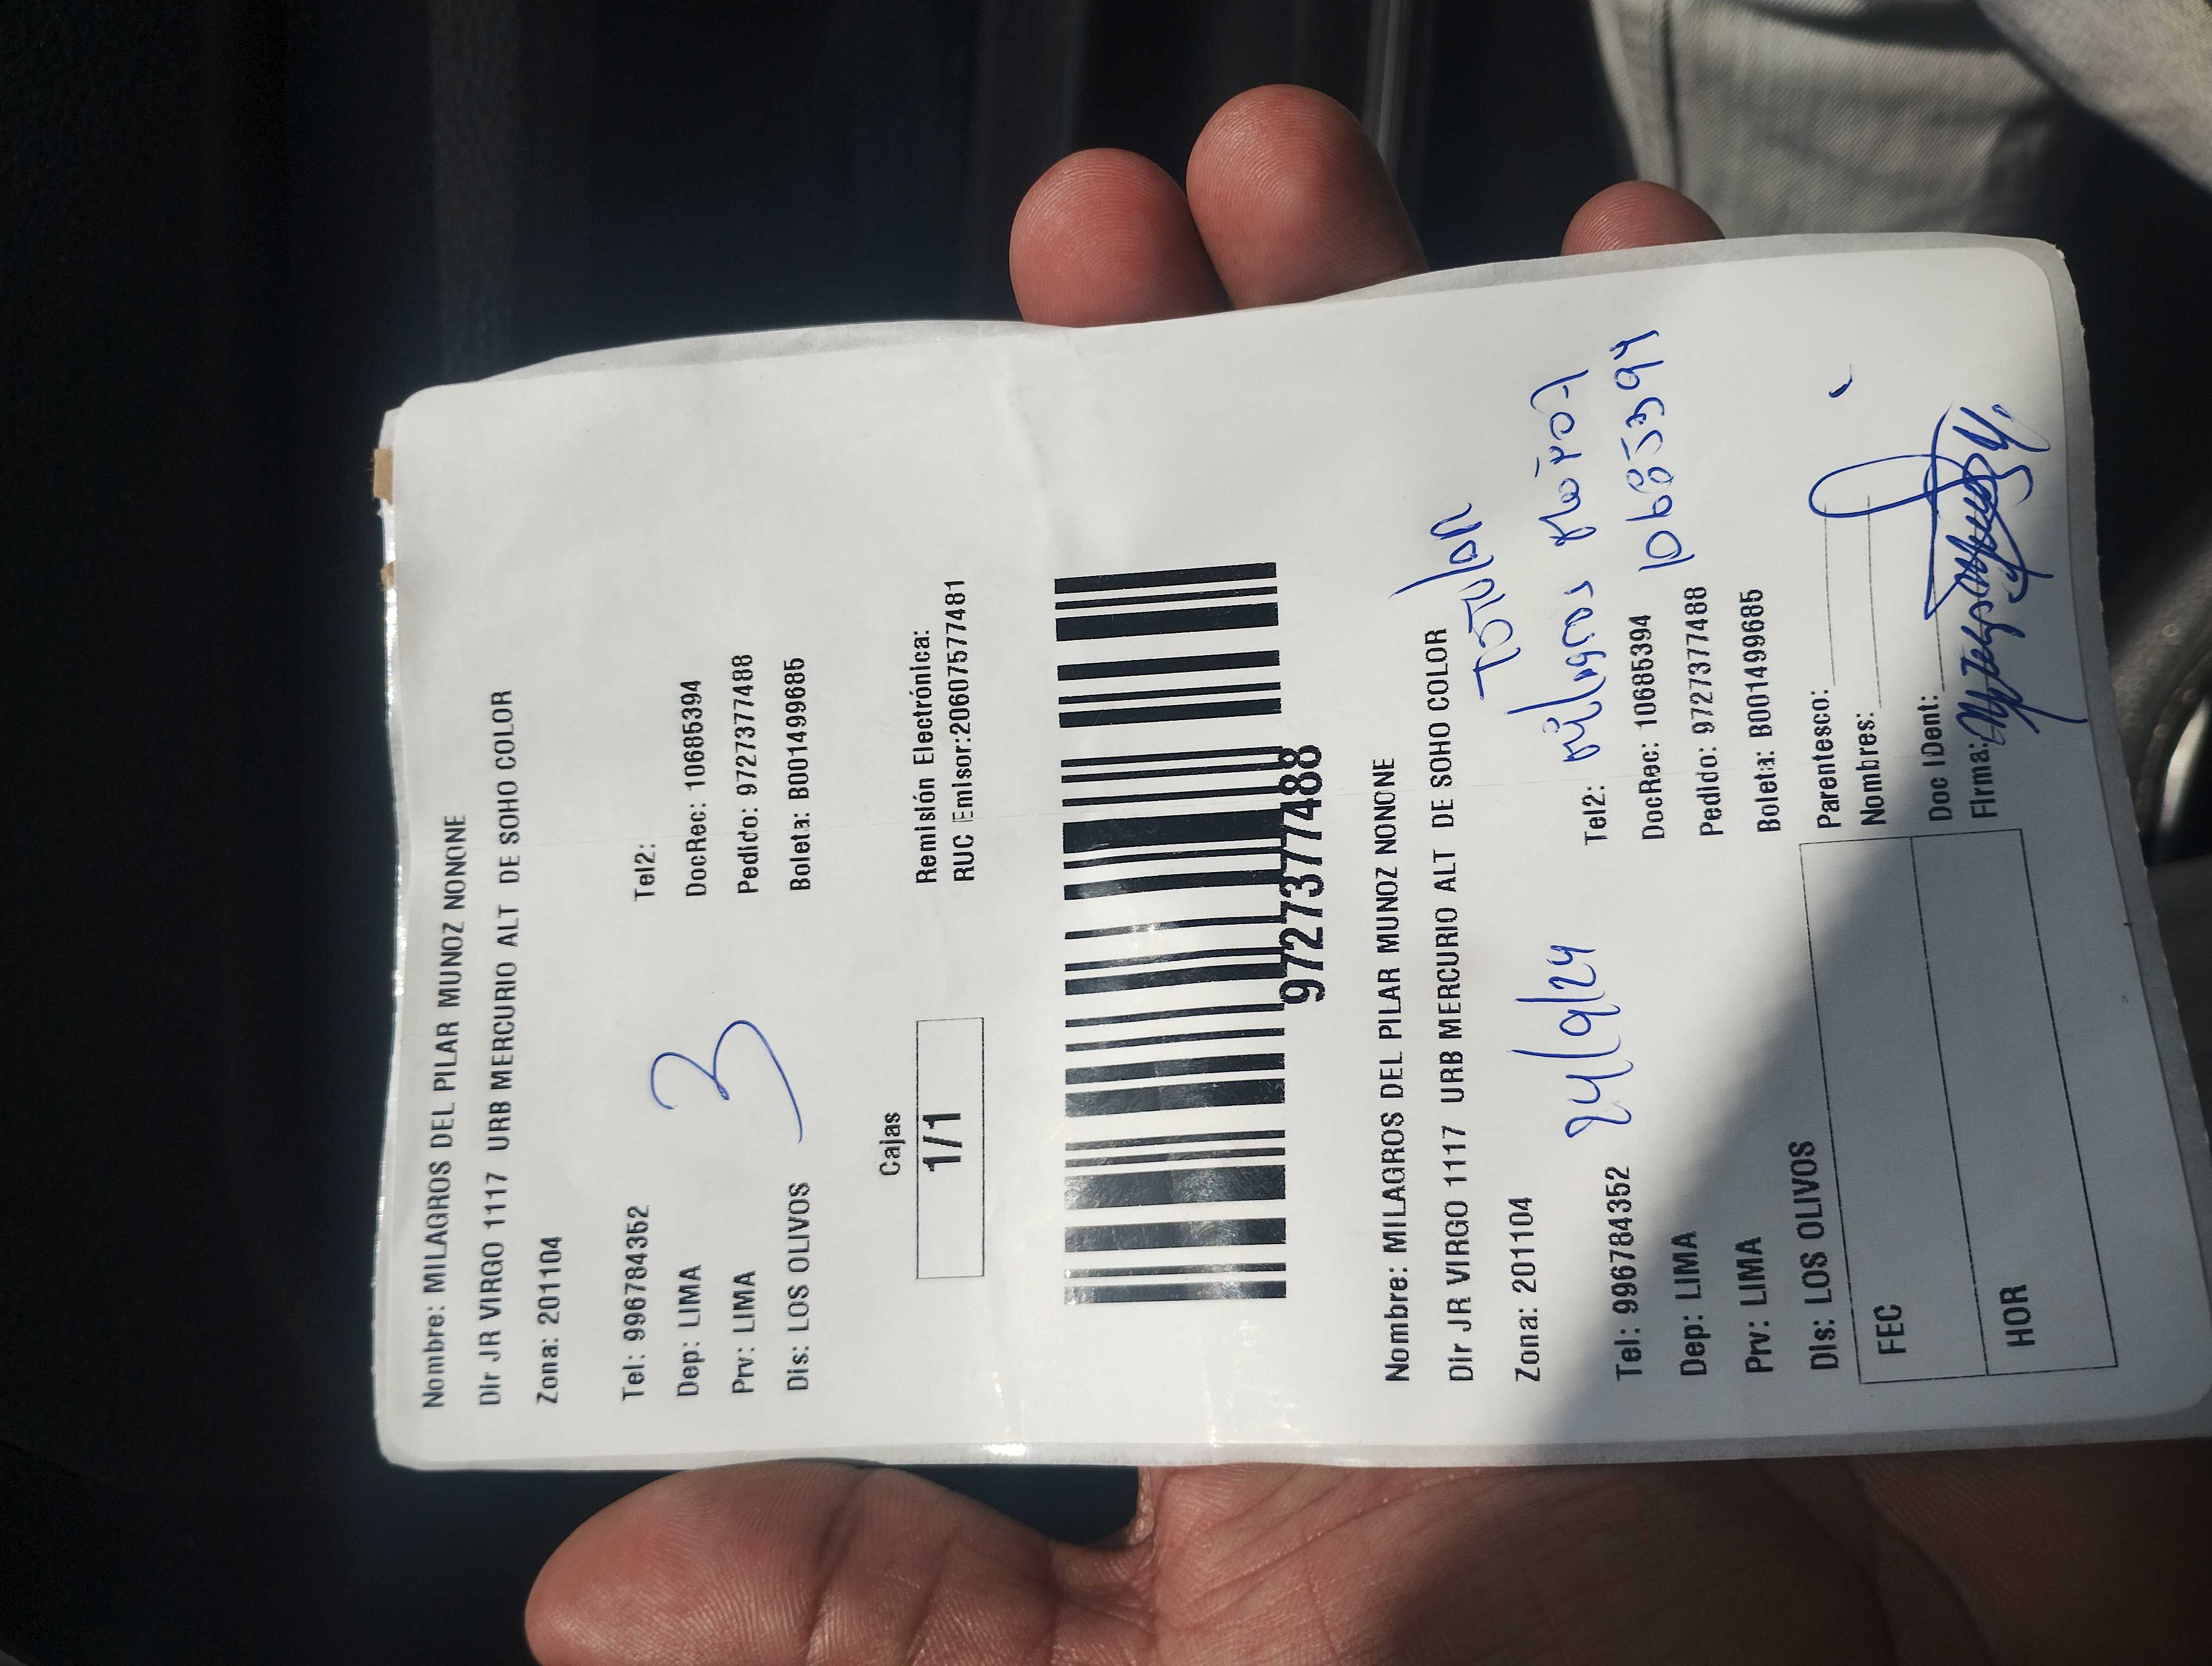 Nombre: MILAGROS DEL PILAR MUNOZ NONONE
Dir JR VIRGO 1117 URB MERCURIO ALT DE SOHO COLOR
Zona: 201104
Tel: 996784352 Tel2:
Dep: LIMA DocRec: 10685394
Prv: LIMA Pedido: 9727377488
Dis: LOS OLIVOS Boleta: B001499685
3
Cajas
1/1
Remisión Electrónica:
RUC Emisor:20607577481
9727377488
Nombre: MILAGROS DEL PILAR MUNOZ NONONE
Dir JR VIRGO 1117 URB MERCURIO ALT DE SOHO COLOR
Titular
Zona: 201104
24/9/24
Milagros Muñoz
Tel: 996784352 Tel2:
10685394
Dep: LIMA DocRec: 10685394
Prv: LIMA Pedido: 9727377488
Dis: LOS OLIVOS Boleta: B001499685
FEC
HOR
Parentesco:
Nombres:
Doc IDent:
Firma: